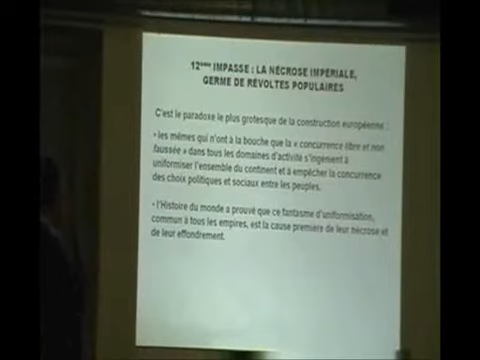 12ème IMPASSE : LA NÉCROSE IMPÉRIALE,
GERME DE RÉVOLTES POPULAIRES
C'est le paradoxe le plus grotesque de la construction européenne :
• les mêmes qui n'ont à la bouche que la « concurrence libre et non
faussée » dans tous les domaines d'activité s'ingénient à
uniformiser l'ensemble du continent et à empêcher la concurrence
des choix politiques et sociaux entre les peuples.
• l'Histoire du monde a prouvé que ce fantasme d'uniformisation,
commun à tous les empires, est la cause première de leur nécrose et
de leur effondrement.